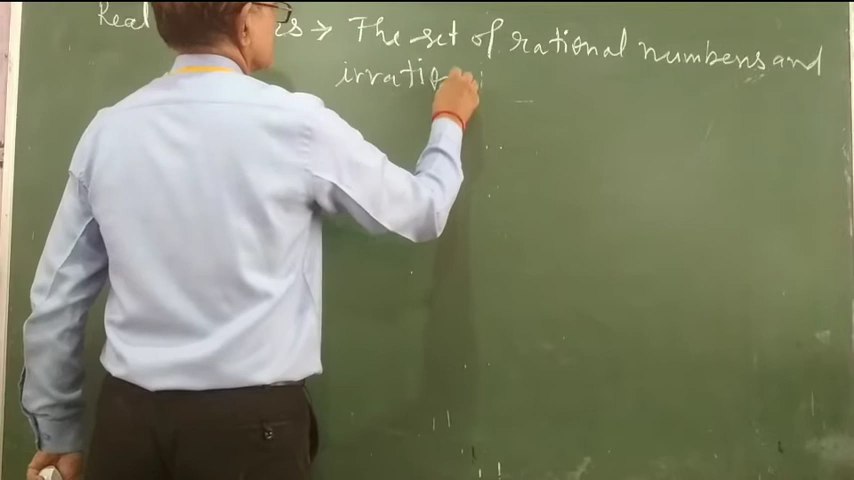 Real s → The set of rational numbers and
irratio